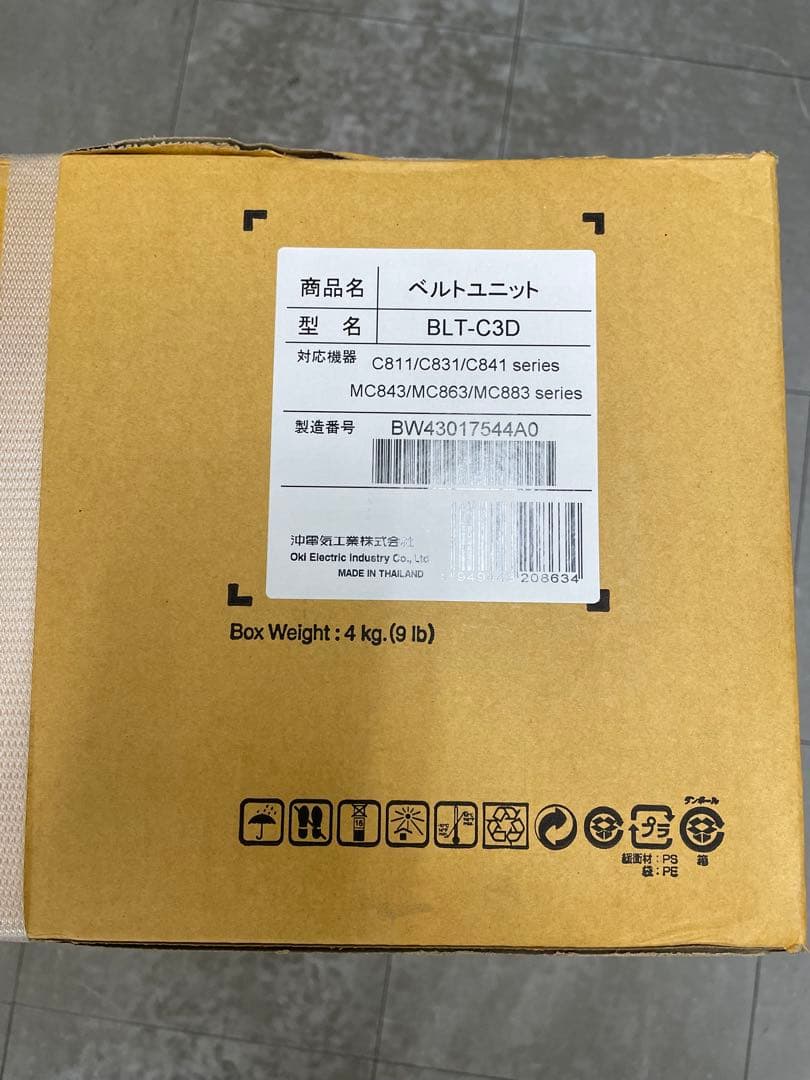 商品名 ベルトユニット
型 名 BLT-C3D
対応機器 C811/C831/C841 series
MC843/MC863/MC883 series
製造番号 BW43017544A0
沖電気工業株式会社
Oki Electric Industry Co., Ltd
MADE IN THAILAND
208634
Box Weight : 4 kg.(9 lb)
16
ダンボール
プラ
緩衝材 : PS
袋 : PE
箱